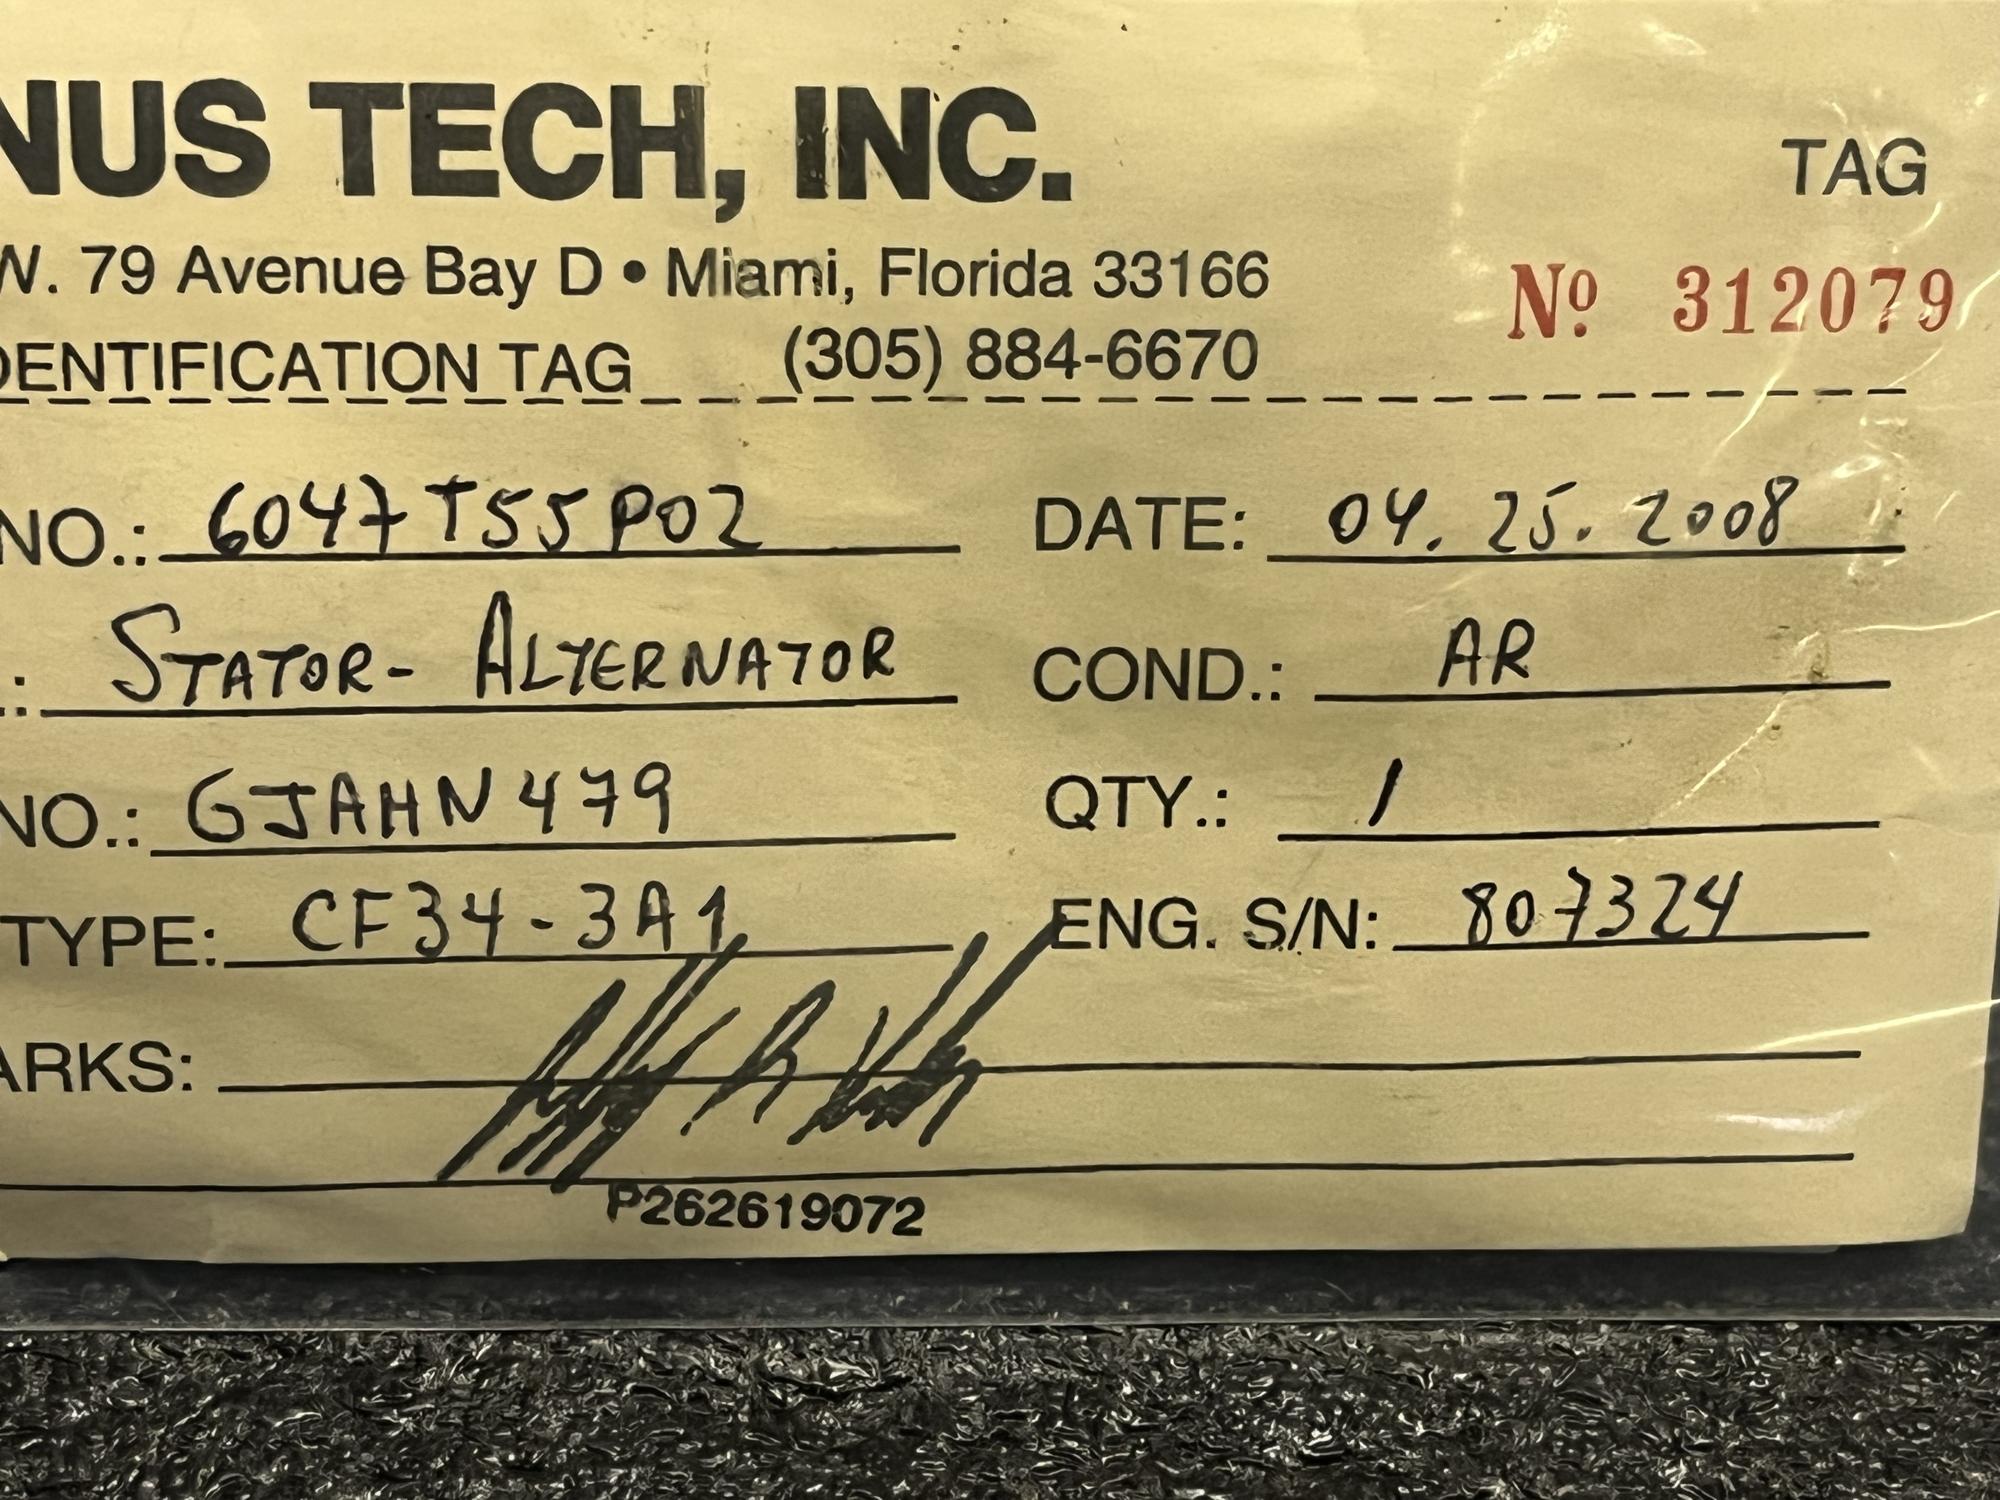 NUS TECH, INC.
TAG
W. 79 Avenue Bay D • Miami, Florida 33166
Nº 312079
DENTIFICATION TAG (305) 884-6670
NO.: 6047T55P02 DATE: 04. 25. 2008
.: STATOR- ALTERNATOR COND.: AR
NO.: GJAHN479 QTY.: 1
TYPE: CF34-3A1 ENG. S/N: 807324
ARKS:
P262619072